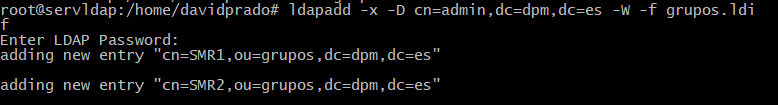 root@servldap:/home/davidprado# ldapadd -x -D cn=admin,dc=dpm,dc=es -W -f grupos.ldi
f
Enter LDAP Password:
adding new entry "cn=SMR1,ou=grupos,dc=dpm,dc=es"
adding new entry "cn=SMR2,ou=grupos,dc=dpm,dc=es"